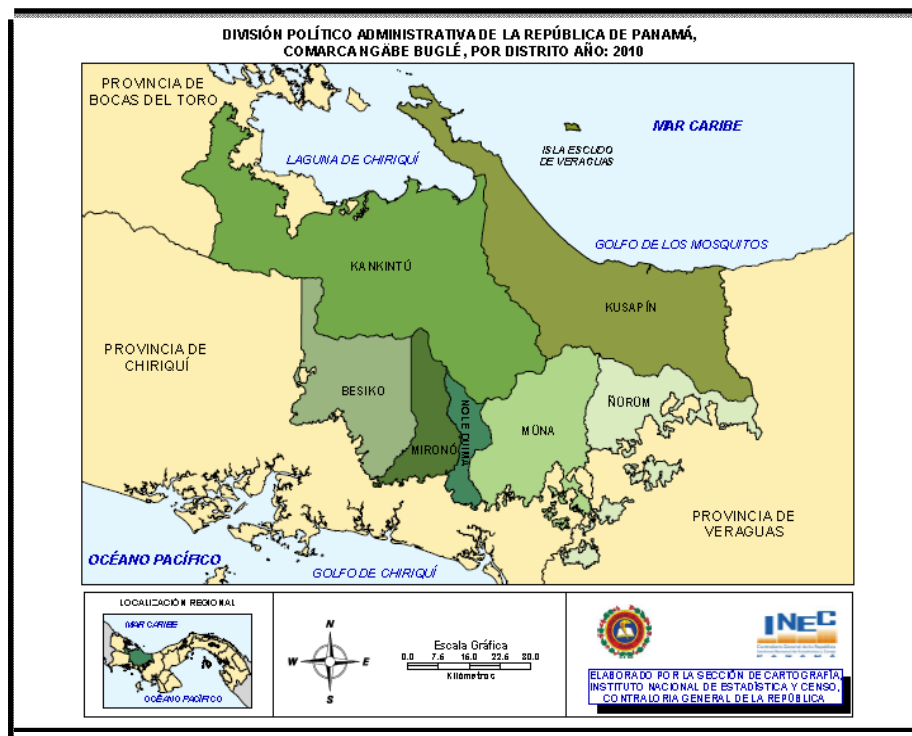 DIVISIÓN POLÍTICO ADMINISTRATIVA DE LA REPÚBLICA DE PANAMÁ,
COMARCA NGÄBE BUGLÉ, POR DISTRITO AÑO: 2010
PROVINCIA DE
BOCAS DEL TORO
MAR CARIBE
ISLA ESCUDO
DE VERAGUAS
LAGUNA DE CHIRIQUÍ
GOLFO DE LOS MOSQUITOS
KANKINTÚ
KUSAPÍN
PROVINCIA DE
CHIRIQUÍ
BESIKO
MIRONÓ
NOLE DUIMA
MÜNA
ÑÜRÜM
PROVINCIA DE
VERAGUAS
OCÉANO PACÍFICO
GOLFO DE CHIRIQUÍ
LOCALIZACIÓN REGIONAL
MAR CARIBE
OCÉANO PACÍFICO
N
W E
S
Escala Gráfica
0.0 7.6 15.0 22.6 30.0
Kilómetros
INEC
PANAMÁ
ELABORADO POR LA SECCIÓN DE CARTOGRAFÍA,
INSTITUTO NACIONAL DE ESTADÍSTICA Y CENSO,
CONTRALORIA GENERAL DE LA REPÚBLICA